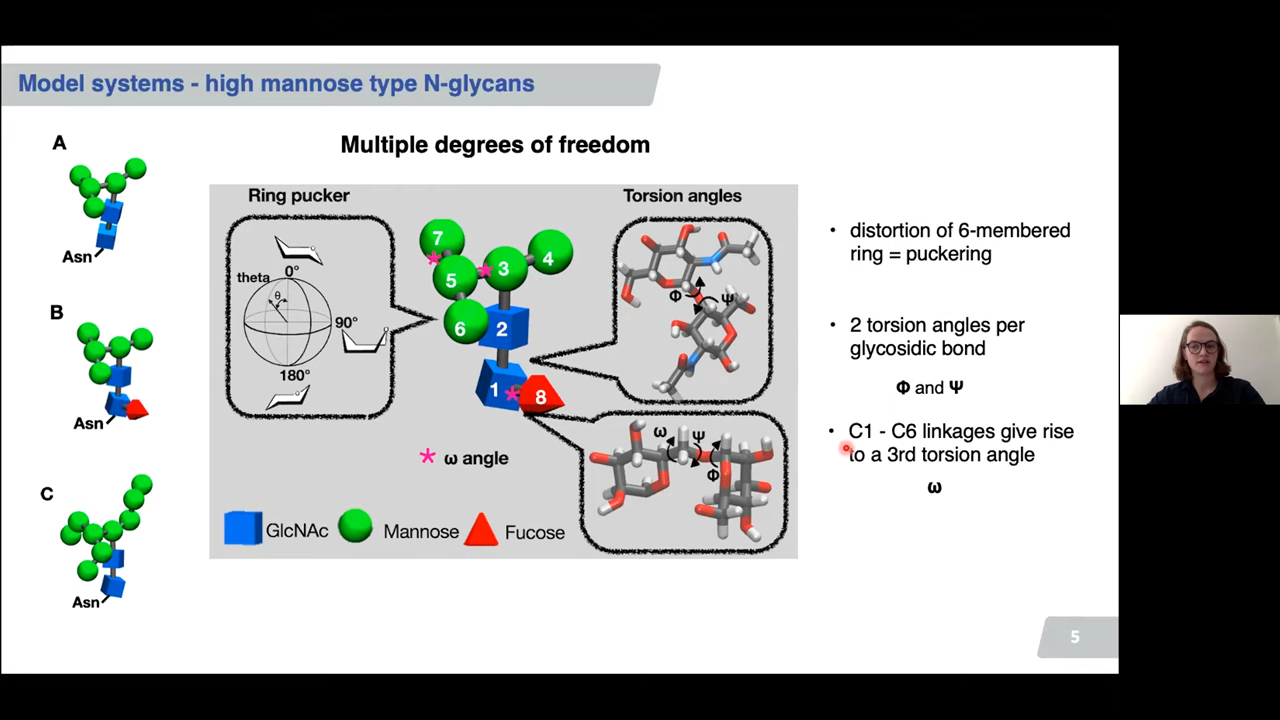 Model systems - high mannose type N-glycans
Multiple degrees of freedom
A
Asn
B
Asn
C
Asn
Ring pucker
theta
0°
θ
90°
180°
7
5
3
4
6
2
1
8
* ω angle
GlcNAc
Mannose
Fucose
Torsion angles
Φ
Ψ
ω
Ψ
Φ
• distortion of 6-membered
ring = puckering
• 2 torsion angles per
glycosidic bond
Φ and Ψ
• C1 - C6 linkages give rise
to a 3rd torsion angle
ω
5